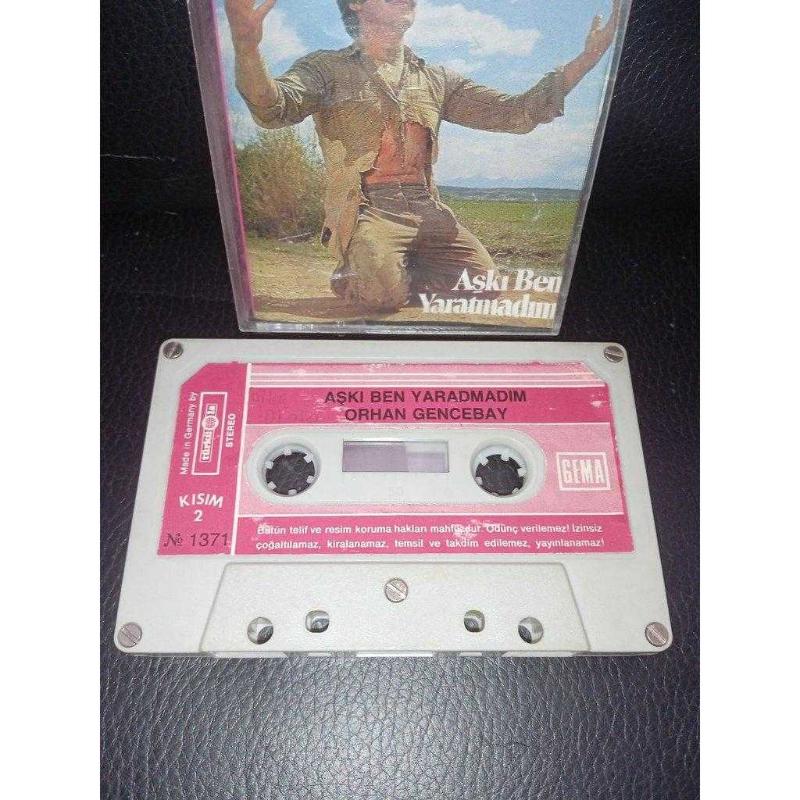 Aşkı Ben
Yaratmadım
AŞKI BEN YARADMADIM
ORHAN GENCEBAY
Made in Germany by
türküola
STEREO
KISIM
2
№ 1371
GEMA
Bütün telif ve resim koruma hakları mahfuzdur. Ödünç verilemez! İzinsiz
çoğaltılamaz, kiralanamaz, temsil ve takdim edilemez, yayınlanamaz!